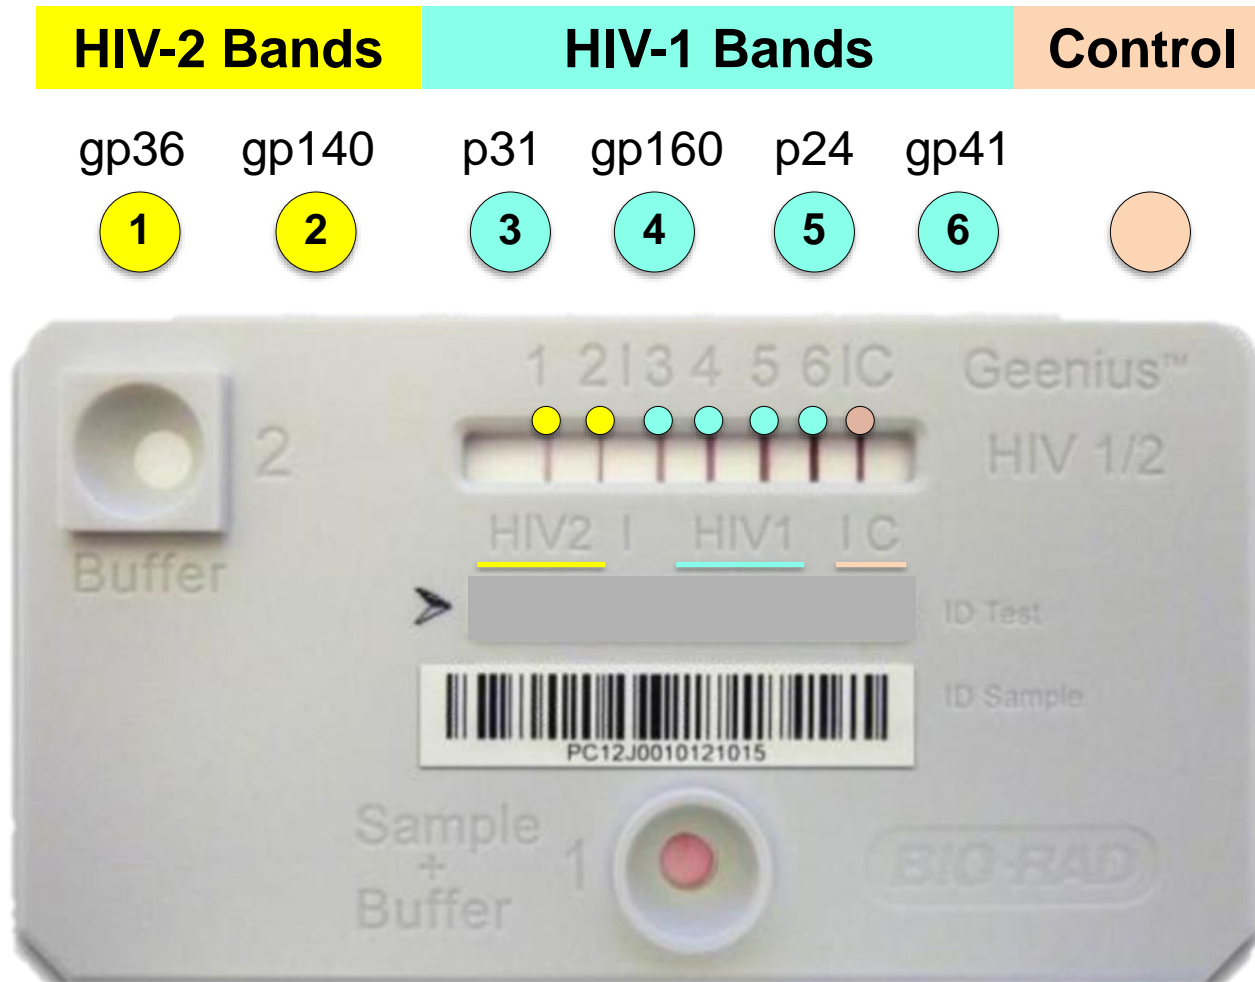 HIV-2 Bands HIV-1 Bands Control
gp36 gp140 p31 gp160 p24 gp41
1 2 3 4 5 6
1 2 I 3 4 5 6 I C
Geenius™
HIV 1/2
2
Buffer
HIV2 I HIV1 I C
ID Test
ID Sample
PC12J0010121015
Sample
+
Buffer
1
BIO-RAD